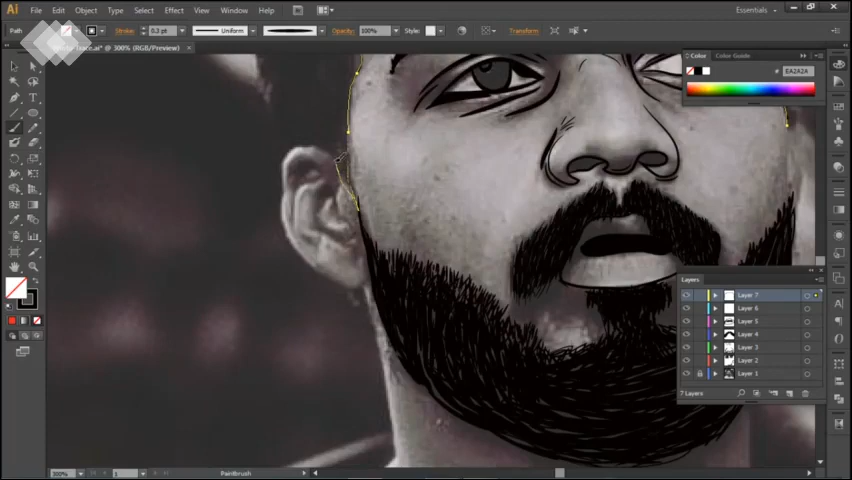 Ai File Edit Object Type Select Effect View Window Help Br Essentials
Path Stroke: 0.3 pt Uniform Opacity: 100% Style: Transform
@ 300% (RGB/Preview) ×
Color Color Guide
# EA2A2A
Layers
Layer 7
Layer 6
Layer 5
Layer 4
Layer 3
Layer 2
Layer 1
7 Layers
300% 1 Paintbrush